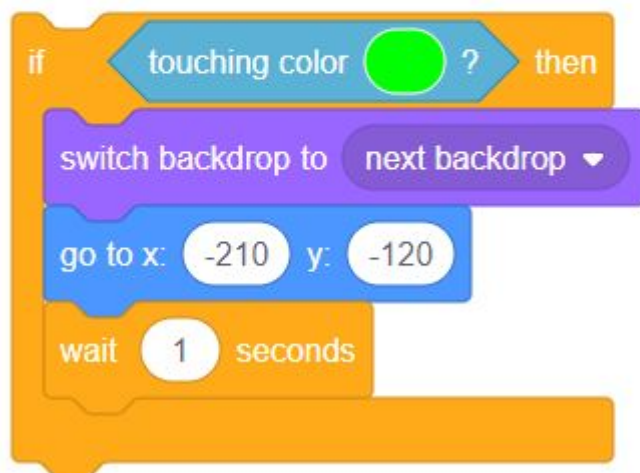 if touching color ? then
switch backdrop to next backdrop
go to x: -210 y: -120
wait 1 seconds